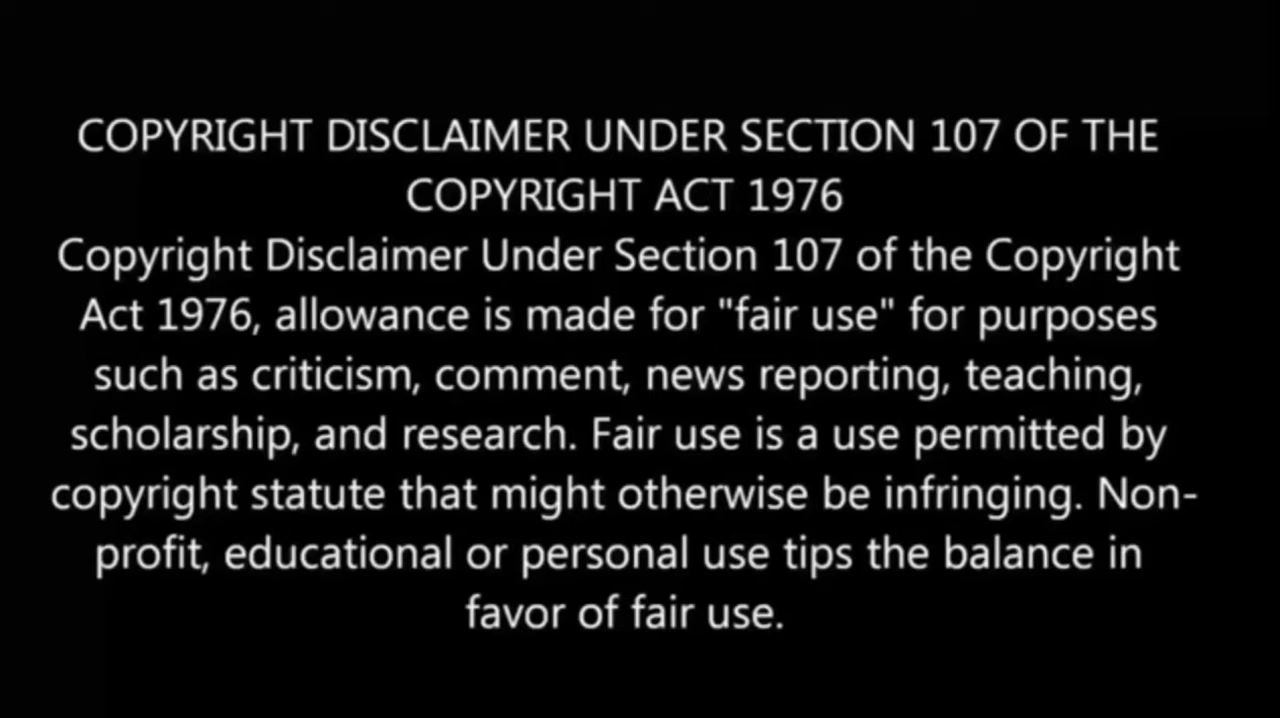 COPYRIGHT DISCLAIMER UNDER SECTION 107 OF THE
COPYRIGHT ACT 1976
Copyright Disclaimer Under Section 107 of the Copyright
Act 1976, allowance is made for "fair use" for purposes
such as criticism, comment, news reporting, teaching,
scholarship, and research. Fair use is a use permitted by
copyright statute that might otherwise be infringing. Non-
profit, educational or personal use tips the balance in
favor of fair use.